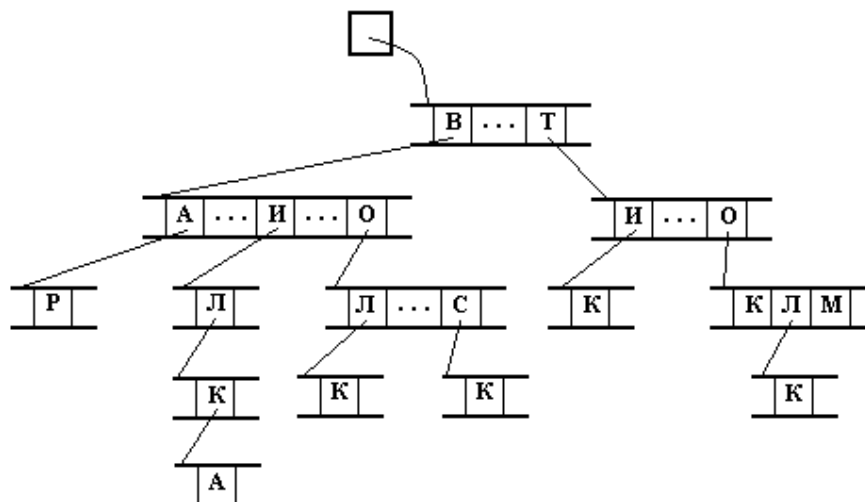 В ... Т
А ... И ... О И ... О
Р Л Л ... С К К Л М
К К К К
А